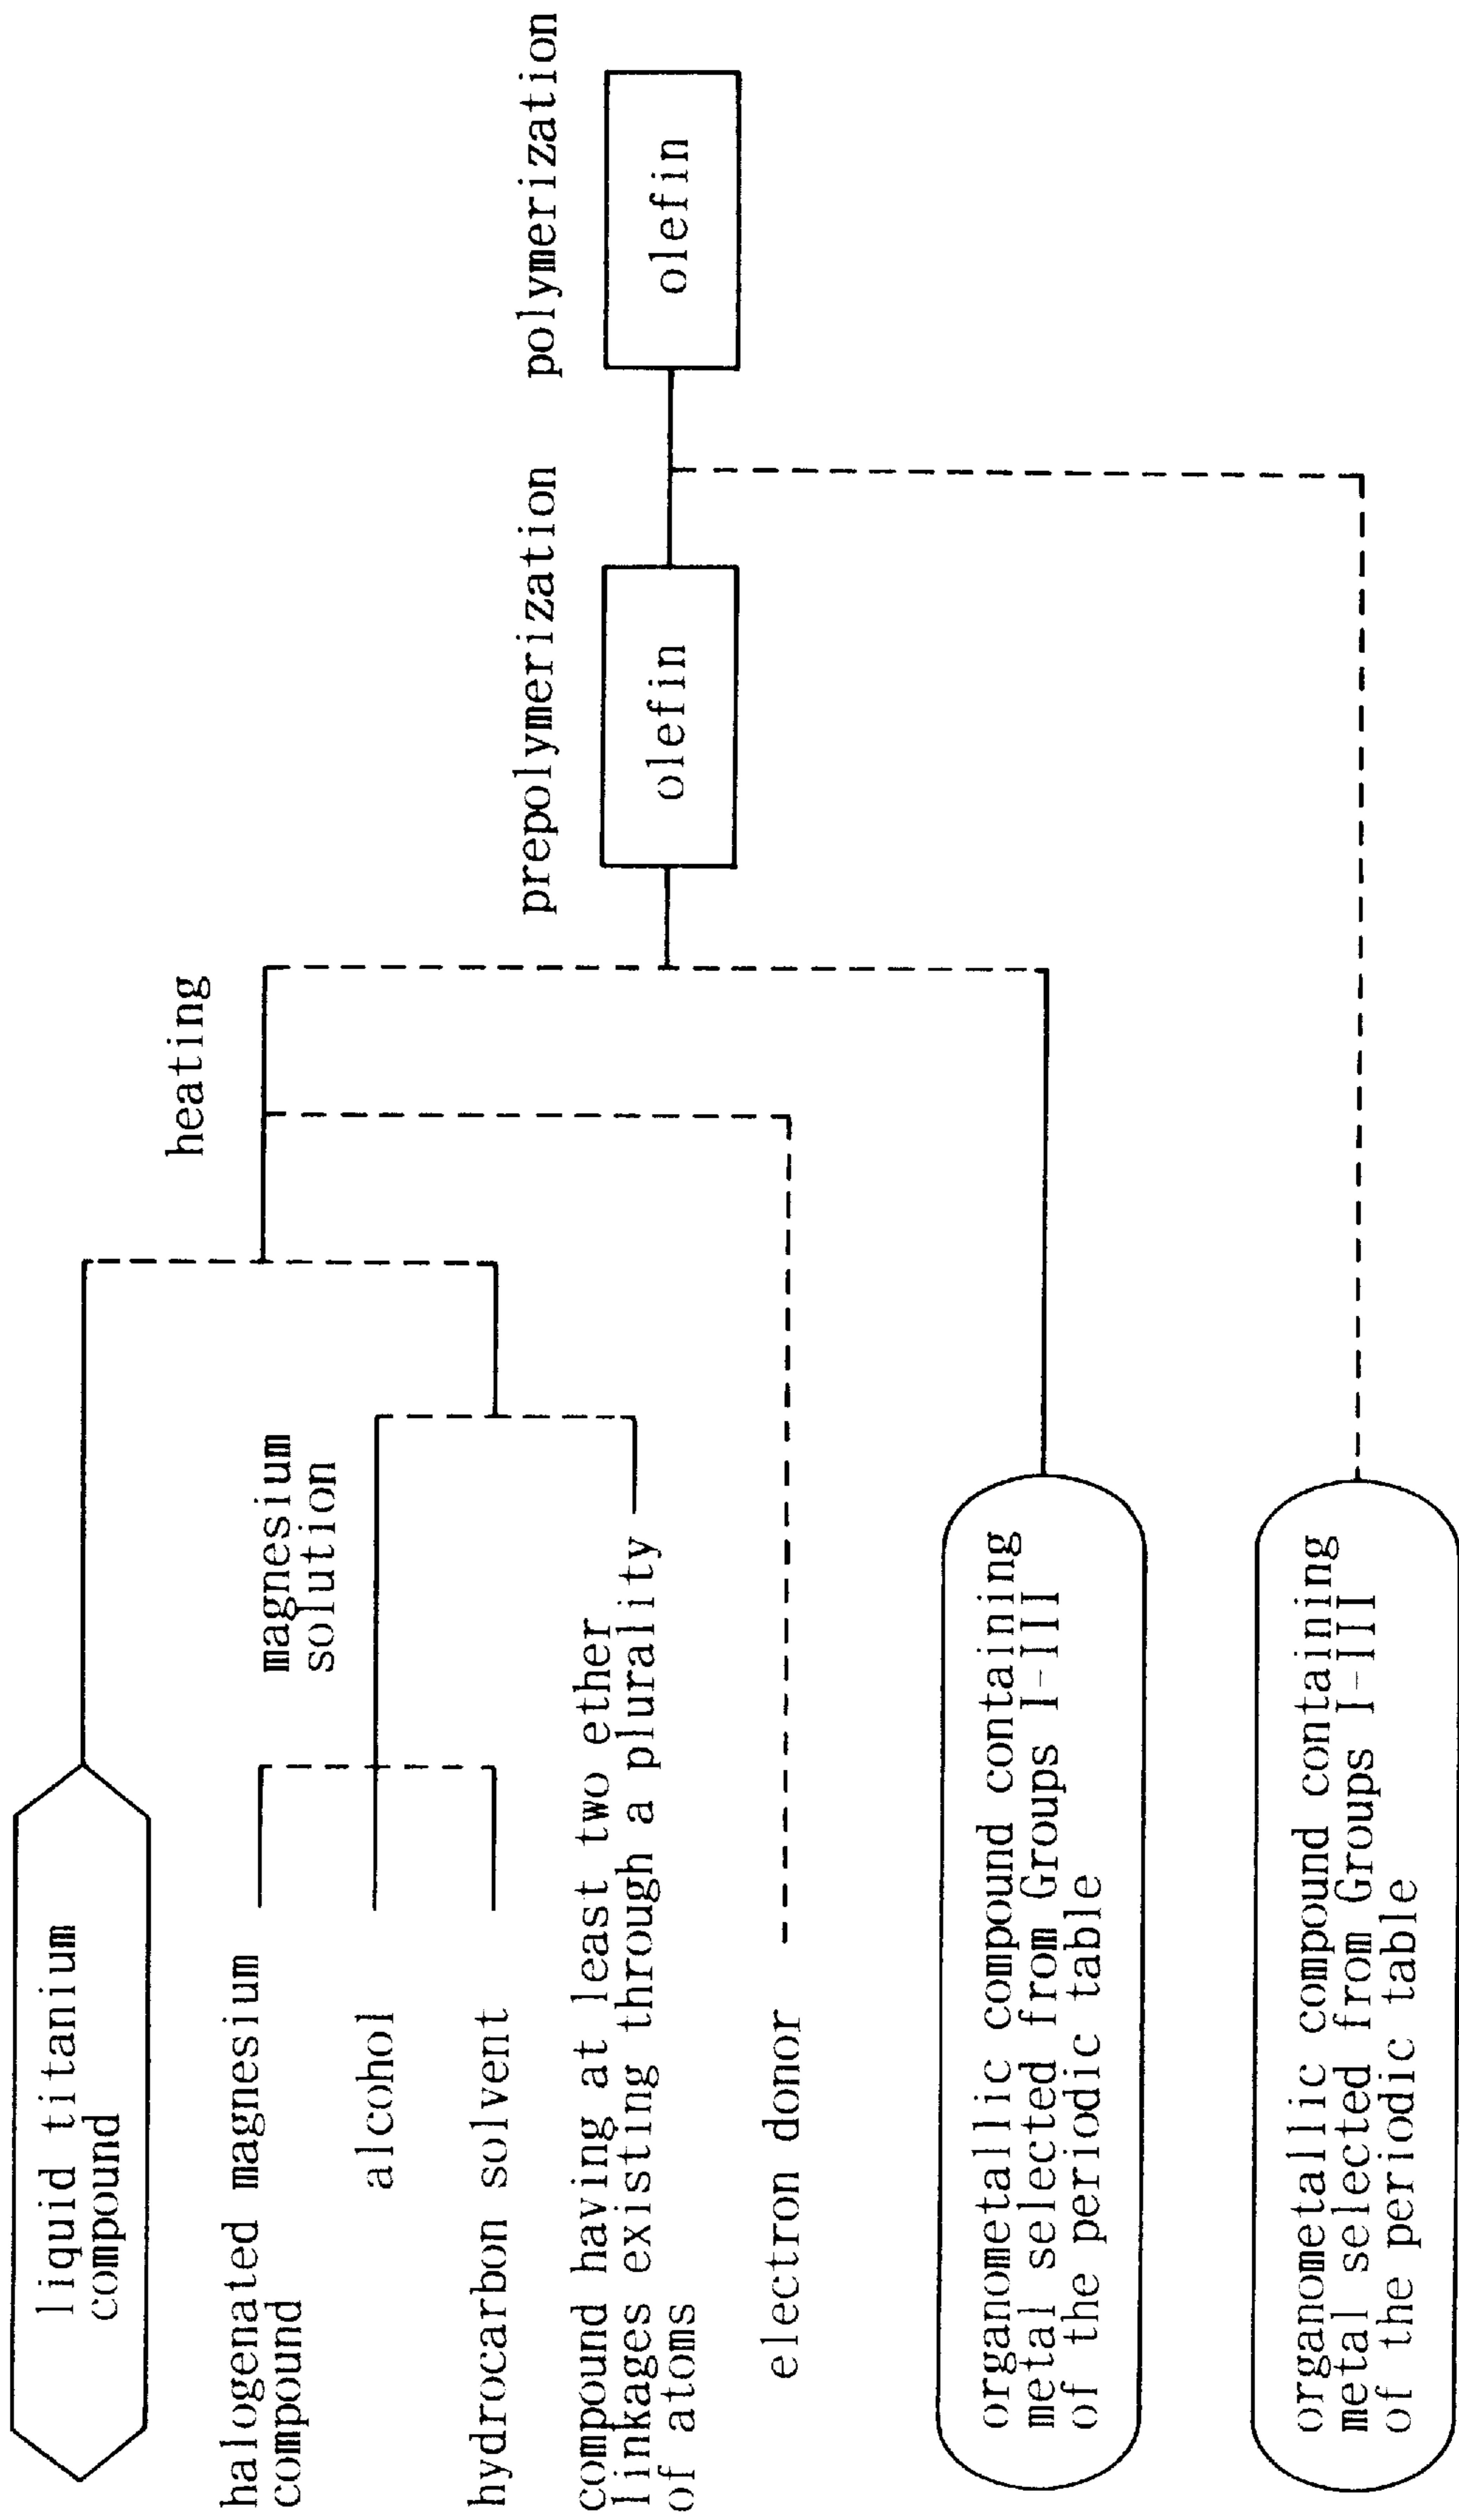 liquid titanium
compound
halogenated magnesium
compound
alcohol
hydrocarbon solvent
magnesium
solution
compound having at least two ether
linkages existing through a plurality
of atoms
electron donor
heating
organometallic compound containing
metal selected from Groups I-III
of the periodic table
organometallic compound containing
metal selected from Groups I-III
of the periodic table
prepolymerization
olefin
polymerization
olefin